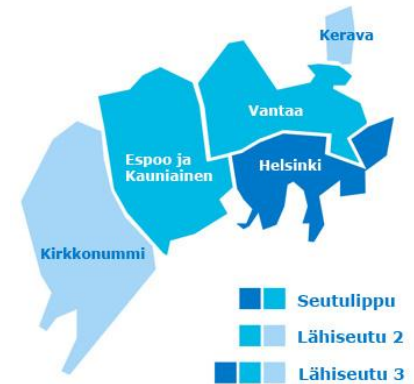 Kerava
Vantaa
Espoo ja
Kauniainen
Helsinki
Kirkkonummi
Seutulippu
Lähiseutu 2
Lähiseutu 3